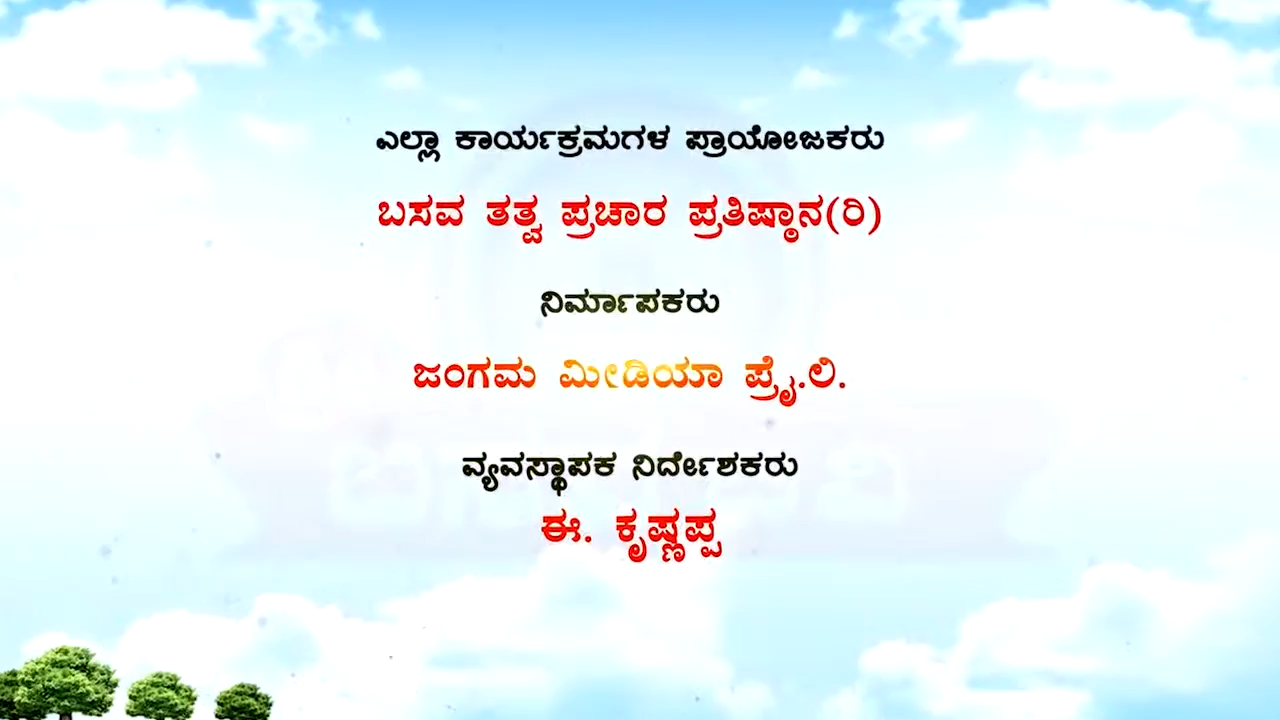 ಎಲ್ಲಾ ಕಾರ್ಯಕ್ರಮಗಳ ಪ್ರಾಯೋಜಕರು
ಬಸವ ತತ್ವ ಪ್ರಚಾರ ಪ್ರತಿಷ್ಠಾನ(ರಿ)
ನಿರ್ಮಾಪಕರು
ಜಂಗಮ ಮೀಡಿಯಾ ಪ್ರೈ.ಲಿ.
ವ್ಯವಸ್ಥಾಪಕ ನಿರ್ದೇಶಕರು
ಈ. ಕೃಷ್ಣಪ್ಪ